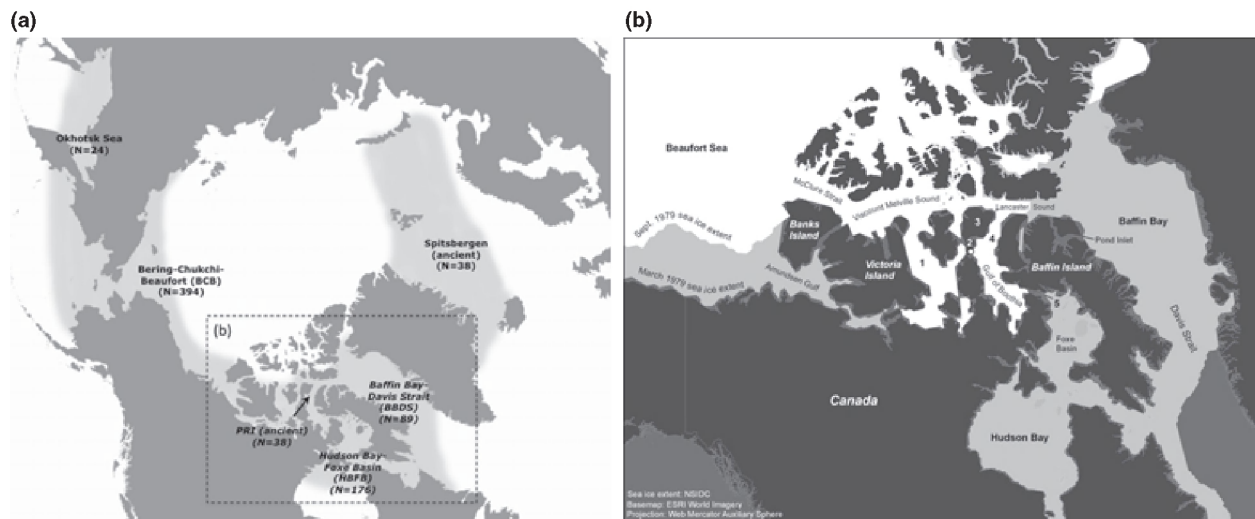 (a)
Okhotsk Sea
(N=24)
Bering-Chukchi-
Beaufort (BCB)
(N=394)
Spitsbergen
(ancient)
(N=38)
(b)
Baffin Bay-
Davis Strait
(BBDS)
(N=89)
PRI (ancient)
(N=38)
Hudson Bay-
Foxe Basin
(HBFB)
(N=176)
(b)
Beaufort Sea
McClure Strait
Viscount Melville Sound
Lancaster Sound
Baffin Bay
Sept. 1979 sea ice extent
Banks
Island
3
2
4
Pond Inlet
March 1979 sea ice extent
Amundsen Gulf
Victoria
Island
1
Gulf of Boothia
Baffin Island
5
Foxe
Basin
Davis Strait
Canada
Hudson Bay
Sea ice extent: NSIDC
Basemap: ESRI World Imagery
Projection: Web Mercator Auxiliary Sphere